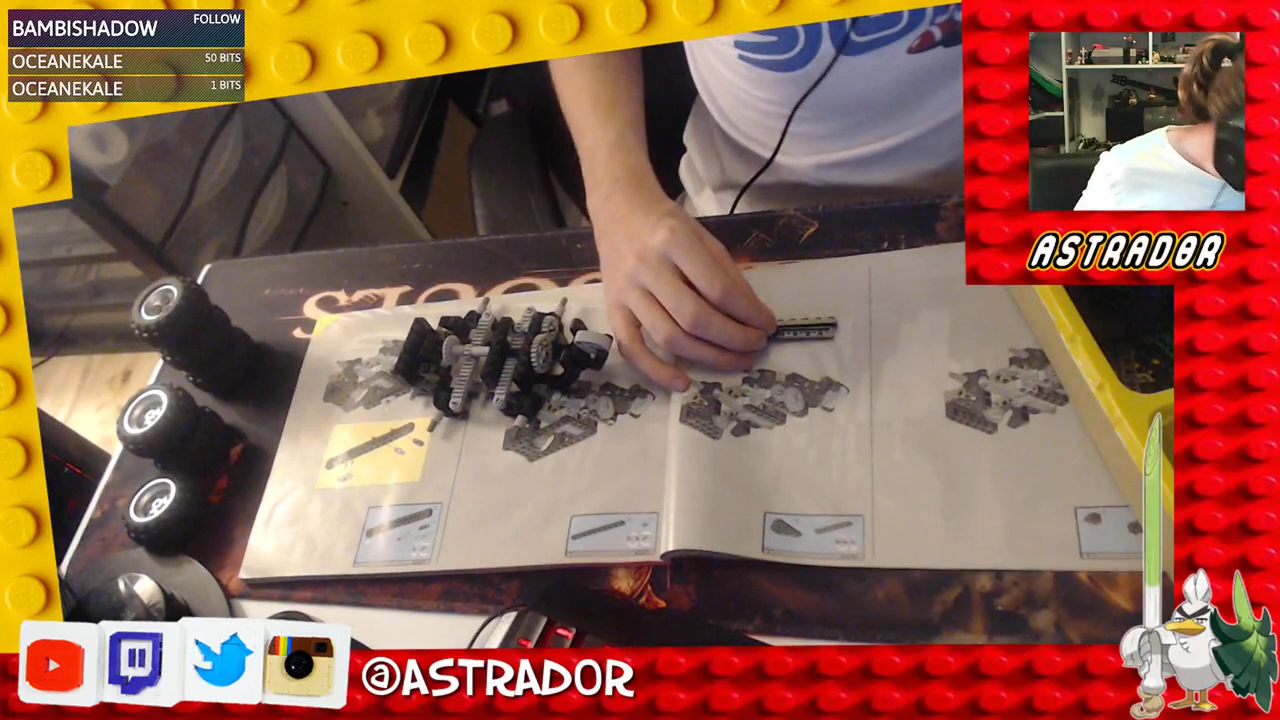 BAMBISHADOW FOLLOW
OCEANEKALE 50 BITS
OCEANEKALE 1 BITS
ASTRADOR
@ASTRADOR